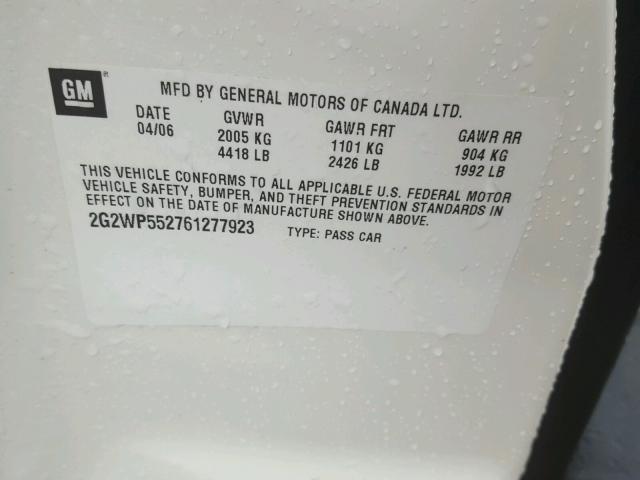 GM ®
MFD BY GENERAL MOTORS OF CANADA LTD.
DATE GVWR GAWR FRT GAWR RR
04/06 2005 KG 1101 KG 904 KG
4418 LB 2426 LB 1992 LB
THIS VEHICLE CONFORMS TO ALL APPLICABLE U.S. FEDERAL MOTOR
VEHICLE SAFETY, BUMPER, AND THEFT PREVENTION STANDARDS IN
EFFECT ON THE DATE OF MANUFACTURE SHOWN ABOVE.
2G2WP552761277923 TYPE: PASS CAR